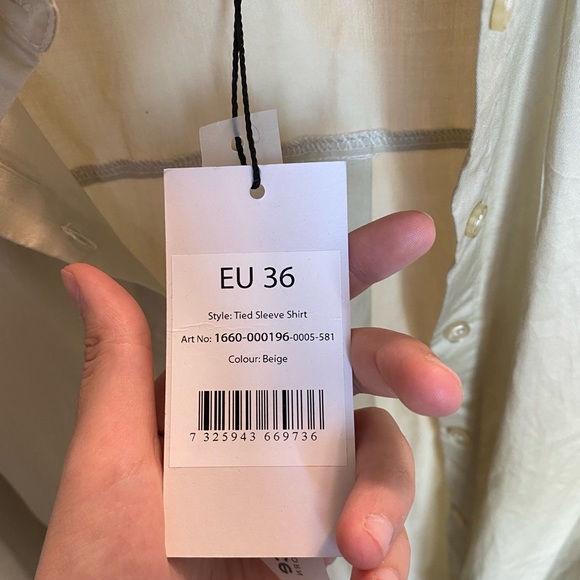 EU 36
Style: Tied Sleeve Shirt
Art No: 1660-000196-0005-581
Colour: Beige
7 325943 669736